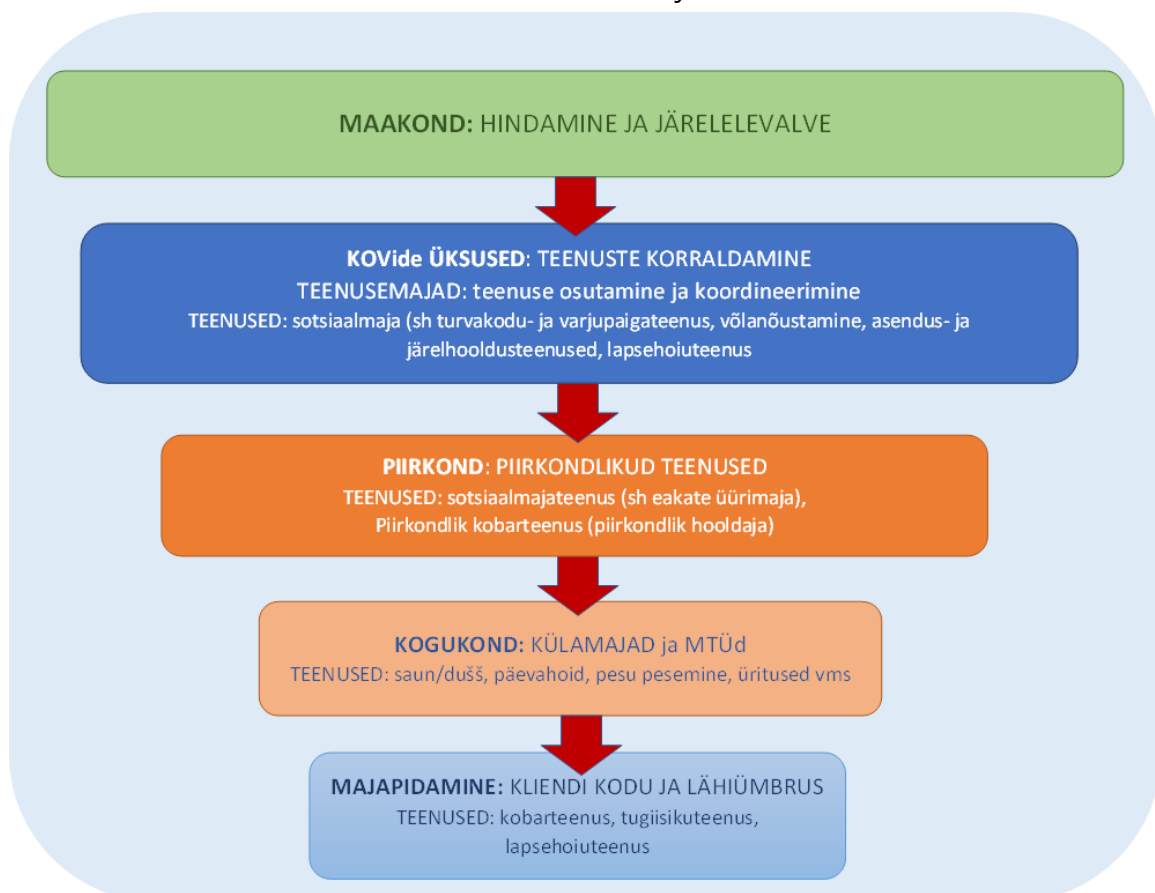 MAAKOND: HINDAMINE JA JÄRELELEVALVE
KOVide ÜKSUSED: TEENUSTE KORRALDAMINE
TEENUSEMAJAD: teenuse osutamine ja koordineerimine
TEENUSED: sotsiaalmaja (sh turvakodu- ja varjupaigateenus, võlanõustamine, asendus- ja
järelhooldusteenused, lapsehoiuteenus
PIIRKOND: PIIRKONDLIKUD TEENUSED
TEENUSED: sotsiaalmajateenus (sh eakate üürimaja),
Piirkondlik kobarteenus (piirkondlik hooldaja)
KOGUKOND: KÜLAMAJAD ja MTÜd
TEENUSED: saun/dušš, päevahoid, pesu pesemine, üritused vms
MAJAPIDAMINE: KLIENDI KODU JA LÄHIÜMBRUS
TEENUSED: kobarteenus, tugiisikuteenus,
lapsehoiuteenus